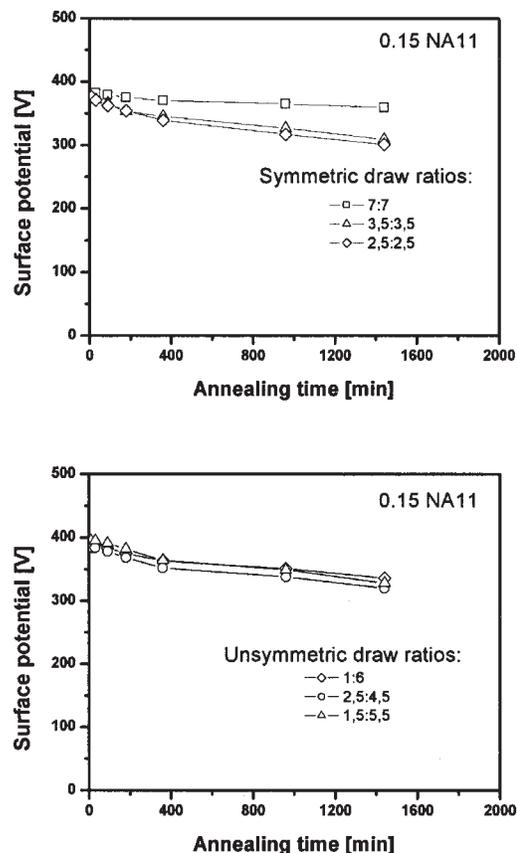 500
400
300
200
100
0
Surface potential [V]
0.15 NA11
Symmetric draw ratios:
7:7
3,5:3,5
2,5:2,5
0 400 800 1200 1600 2000
Annealing time [min]
500
400
300
200
100
0
Surface potential [V]
0.15 NA11
Unsymmetric draw ratios:
1:6
2,5:4,5
1,5:5,5
0 400 800 1200 1600 2000
Annealing time [min]